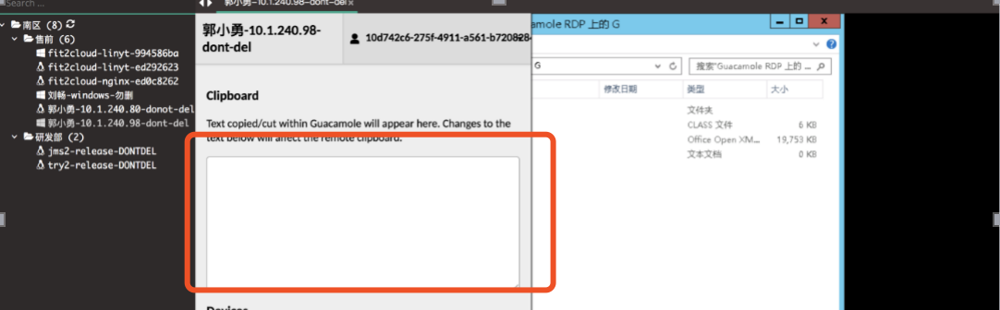 Search ...
郭小勇-10.1.240.98-dont-del x
南区 (8)
售前 (6)
fit2cloud-linyt-994586ba
fit2cloud-linyt-ed292623
fit2cloud-nginx-ed0c8262
刘畅-windows-勿删
郭小勇-10.1.240.80-donot-del
郭小勇-10.1.240.98-dont-del
研发部 (2)
jms2-release-DONTDEL
try2-release-DONTDEL
郭小勇-10.1.240.98-
dont-del
10d742c6-275f-4911-a561-b7208284
Clipboard
Text copied/cut within Guacamole will appear here. Changes to the
text below will affect the remote clipboard.
Devices
amole RDP 上的 G
G
搜索"Guacamole RDP 上的 ...
修改日期 类型 大小
文件夹
CLASS 文件 6 KB
Office Open XM... 19,753 KB
文本文档 0 KB